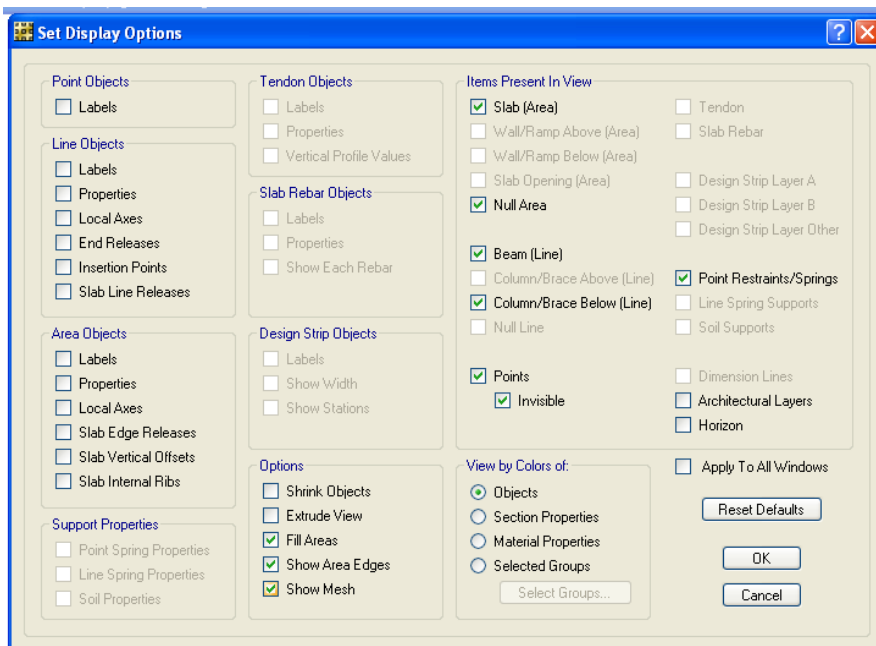 Set Display Options
Point Objects
Labels
Line Objects
Labels
Properties
Local Axes
End Releases
Insertion Points
Slab Line Releases
Area Objects
Labels
Properties
Local Axes
Slab Edge Releases
Slab Vertical Offsets
Slab Internal Ribs
Support Properties
Point Spring Properties
Line Spring Properties
Soil Properties
Tendon Objects
Labels
Properties
Vertical Profile Values
Slab Rebar Objects
Labels
Properties
Show Each Rebar
Design Strip Objects
Labels
Show Width
Show Stations
Options
Shrink Objects
Extrude View
Fill Areas
Show Area Edges
Show Mesh
Items Present In View
Slab (Area)
Wall/Ramp Above (Area)
Wall/Ramp Below (Area)
Slab Opening (Area)
Null Area
Beam (Line)
Column/Brace Above (Line)
Column/Brace Below (Line)
Null Line
Points
Invisible
Tendon
Slab Rebar
Design Strip Layer A
Design Strip Layer B
Design Strip Layer Other
Point Restraints/Springs
Line Spring Supports
Soil Supports
Dimension Lines
Architectural Layers
Horizon
View by Colors of:
Objects
Section Properties
Material Properties
Selected Groups
Select Groups...
Apply To All Windows
Reset Defaults
OK
Cancel